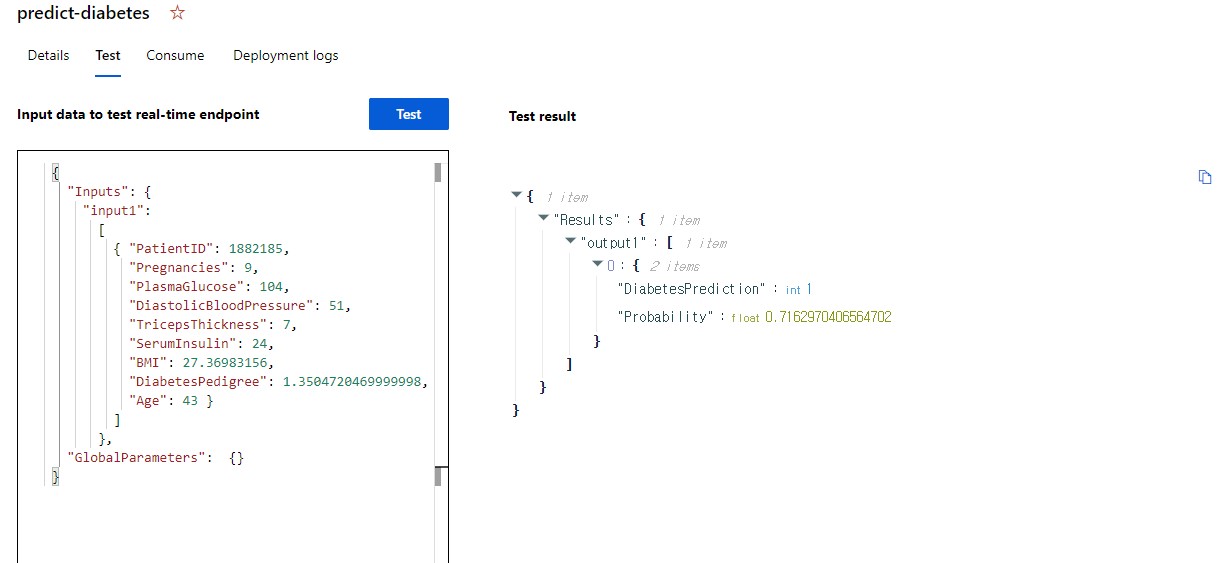 predict-diabetes ☆
Details Test Consume Deployment logs
Input data to test real-time endpoint
Test
{
"Inputs": {
"input1":
[
{ "PatientID": 1882185,
"Pregnancies": 9,
"PlasmaGlucose": 104,
"DiastolicBloodPressure": 51,
"TricepsThickness": 7,
"SerumInsulin": 24,
"BMI": 27.36983156,
"DiabetesPedigree": 1.3504720469999998,
"Age": 43 }
]
},
"GlobalParameters": {}
}
Test result
{ 1 item
"Results" : { 1 item
"output1" : [ 1 item
0 : { 2 items
"DiabetesPrediction" : int 1
"Probability" : float 0.7162970406564702
}
]
}
}